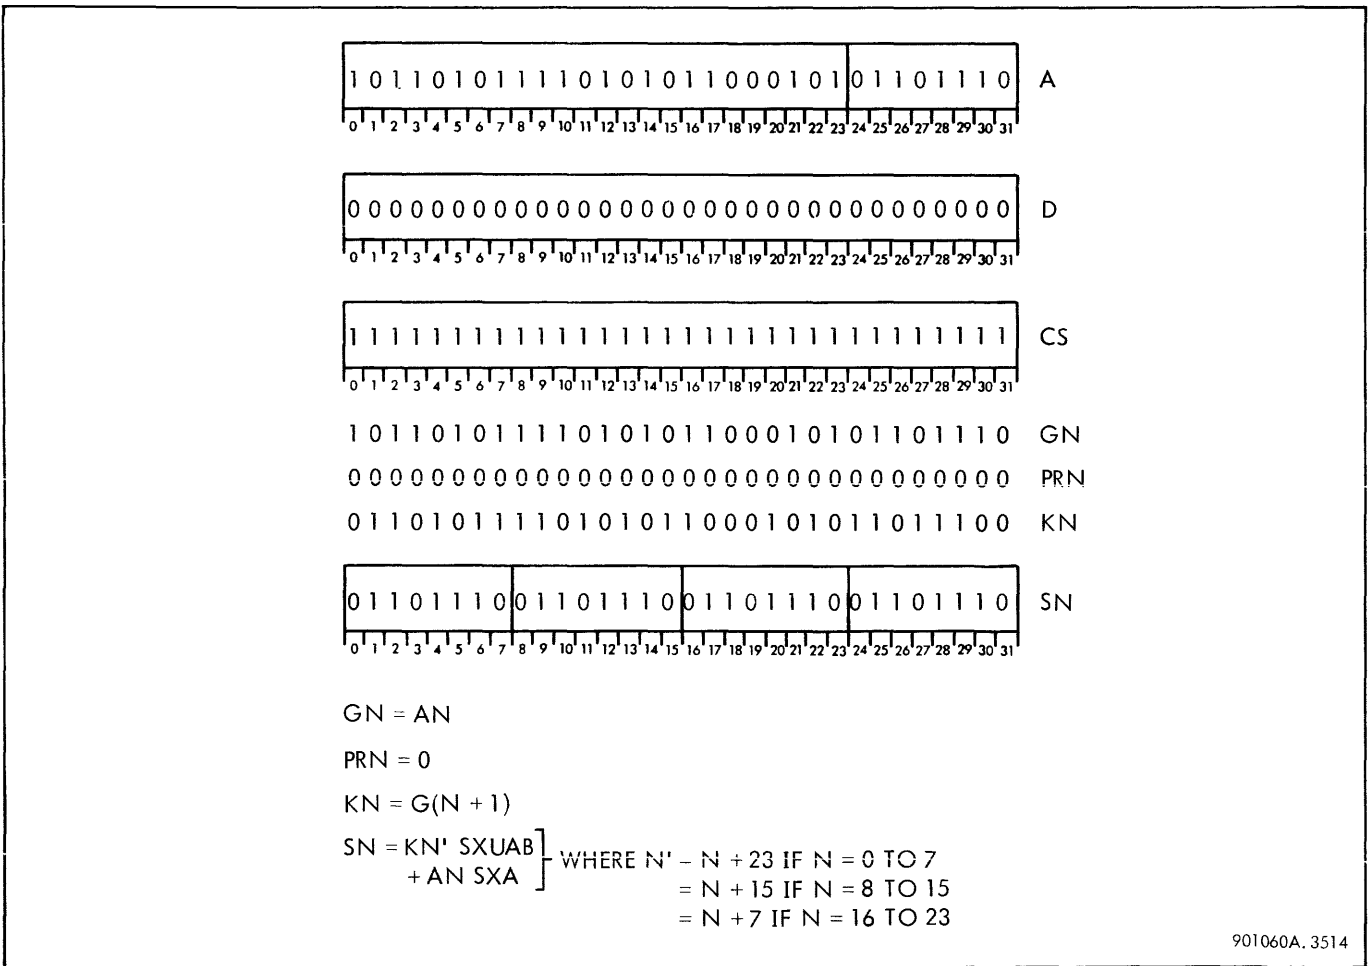 1 0 1 1 0 1 0 1 1 1 1 0 1 0 1 0 1 1 0 0 0 1 0 1 0 1 1 0 1 1 1 0 A
0 1 2 3 4 5 6 7 8 9 10 11 12 13 14 15 16 17 18 19 20 21 22 23 24 25 26 27 28 29 30 31
0 0 0 0 0 0 0 0 0 0 0 0 0 0 0 0 0 0 0 0 0 0 0 0 0 0 0 0 0 0 0 0 D
0 1 2 3 4 5 6 7 8 9 10 11 12 13 14 15 16 17 18 19 20 21 22 23 24 25 26 27 28 29 30 31
1 1 1 1 1 1 1 1 1 1 1 1 1 1 1 1 1 1 1 1 1 1 1 1 1 1 1 1 1 1 1 1 CS
0 1 2 3 4 5 6 7 8 9 10 11 12 13 14 15 16 17 18 19 20 21 22 23 24 25 26 27 28 29 30 31
1 0 1 1 0 1 0 1 1 1 1 0 1 0 1 0 1 1 0 0 0 1 0 1 0 1 1 0 1 1 1 0 GN
0 0 0 0 0 0 0 0 0 0 0 0 0 0 0 0 0 0 0 0 0 0 0 0 0 0 0 0 0 0 0 0 PRN
0 1 1 0 1 0 1 1 1 1 0 1 0 1 0 1 1 0 0 0 1 0 1 0 1 1 0 1 1 1 0 0 KN
0 1 1 0 1 1 1 0 0 1 1 0 1 1 1 0 0 1 1 0 1 1 1 0 0 1 1 0 1 1 1 0 SN
0 1 2 3 4 5 6 7 8 9 10 11 12 13 14 15 16 17 18 19 20 21 22 23 24 25 26 27 28 29 30 31
GN = AN
PRN = 0
KN = G(N + 1)
SN = KN' SXUAB
+ AN SXA
WHERE N' - N + 23 IF N = 0 TO 7
= N + 15 IF N = 8 TO 15
= N + 7 IF N = 16 TO 23
901060A. 3514